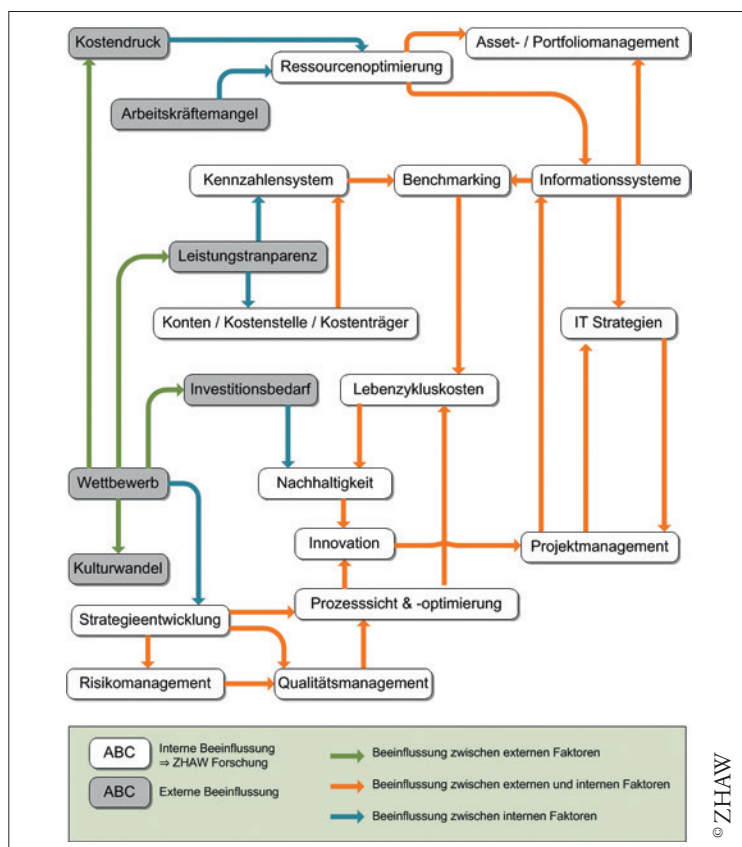 Kostendruck
Asset- / Portfoliomanagement
Ressourcenoptimierung
Arbeitskräftemangel
Kennzahlensystem
Benchmarking
Informationssysteme
Leistungstranparenz
Konten / Kostenstelle / Kostenträger
IT Strategien
Investitionsbedarf
Lebenzykluskosten
Wettbewerb
Nachhaltigkeit
Innovation
Projektmanagement
Kulturwandel
Prozesssicht & -optimierung
Strategieentwicklung
Risikomanagement
Qualitätsmanagement
ABC
Interne Beeinflussung
⇒ ZHAW Forschung
Beeinflussung zwischen externen Faktoren
ABC
Externe Beeinflussung
Beeinflussung zwischen externen und internen Faktoren
Beeinflussung zwischen internen Faktoren
© ZHAW